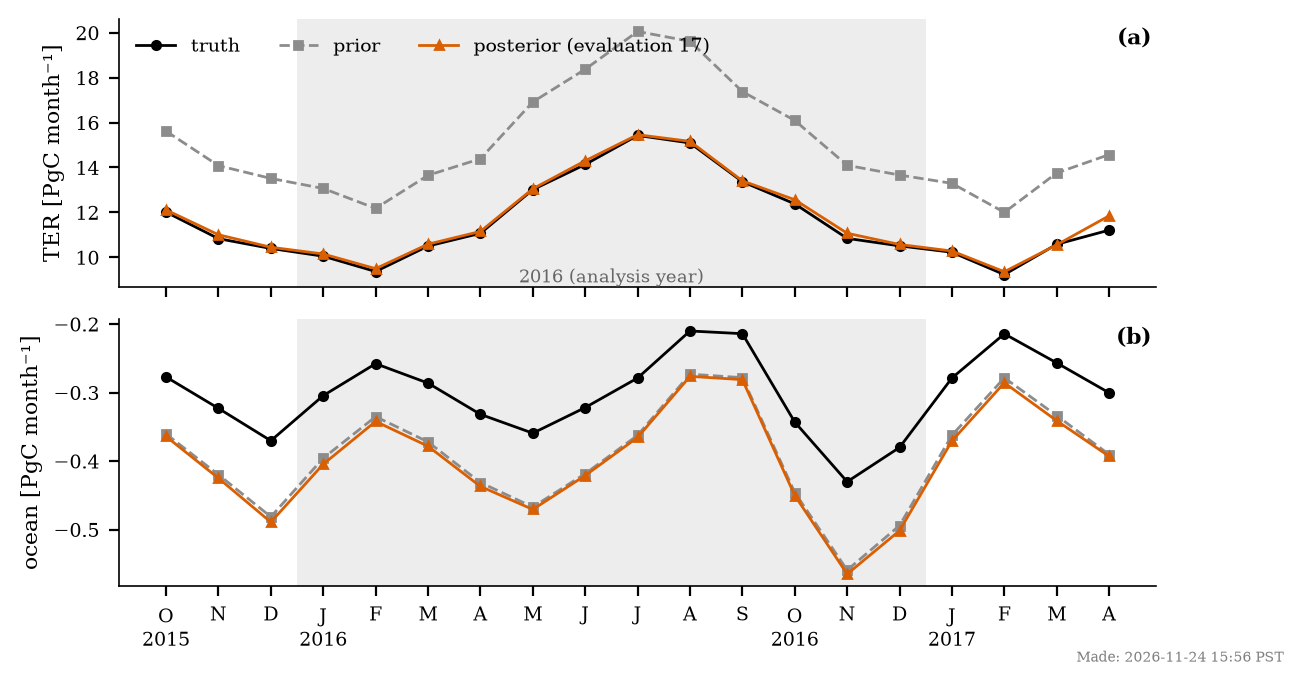 truth prior posterior (evaluation 17)
(a)
TER [PgC month⁻¹]
20
18
16
14
12
10
2016 (analysis year)
(b)
ocean [PgC month⁻¹]
−0.2
−0.3
−0.4
−0.5
O N D J F M A M J J A S O N D J F M A
2015 2016 2016 2017
Made: 2026-11-24 15:56 PST